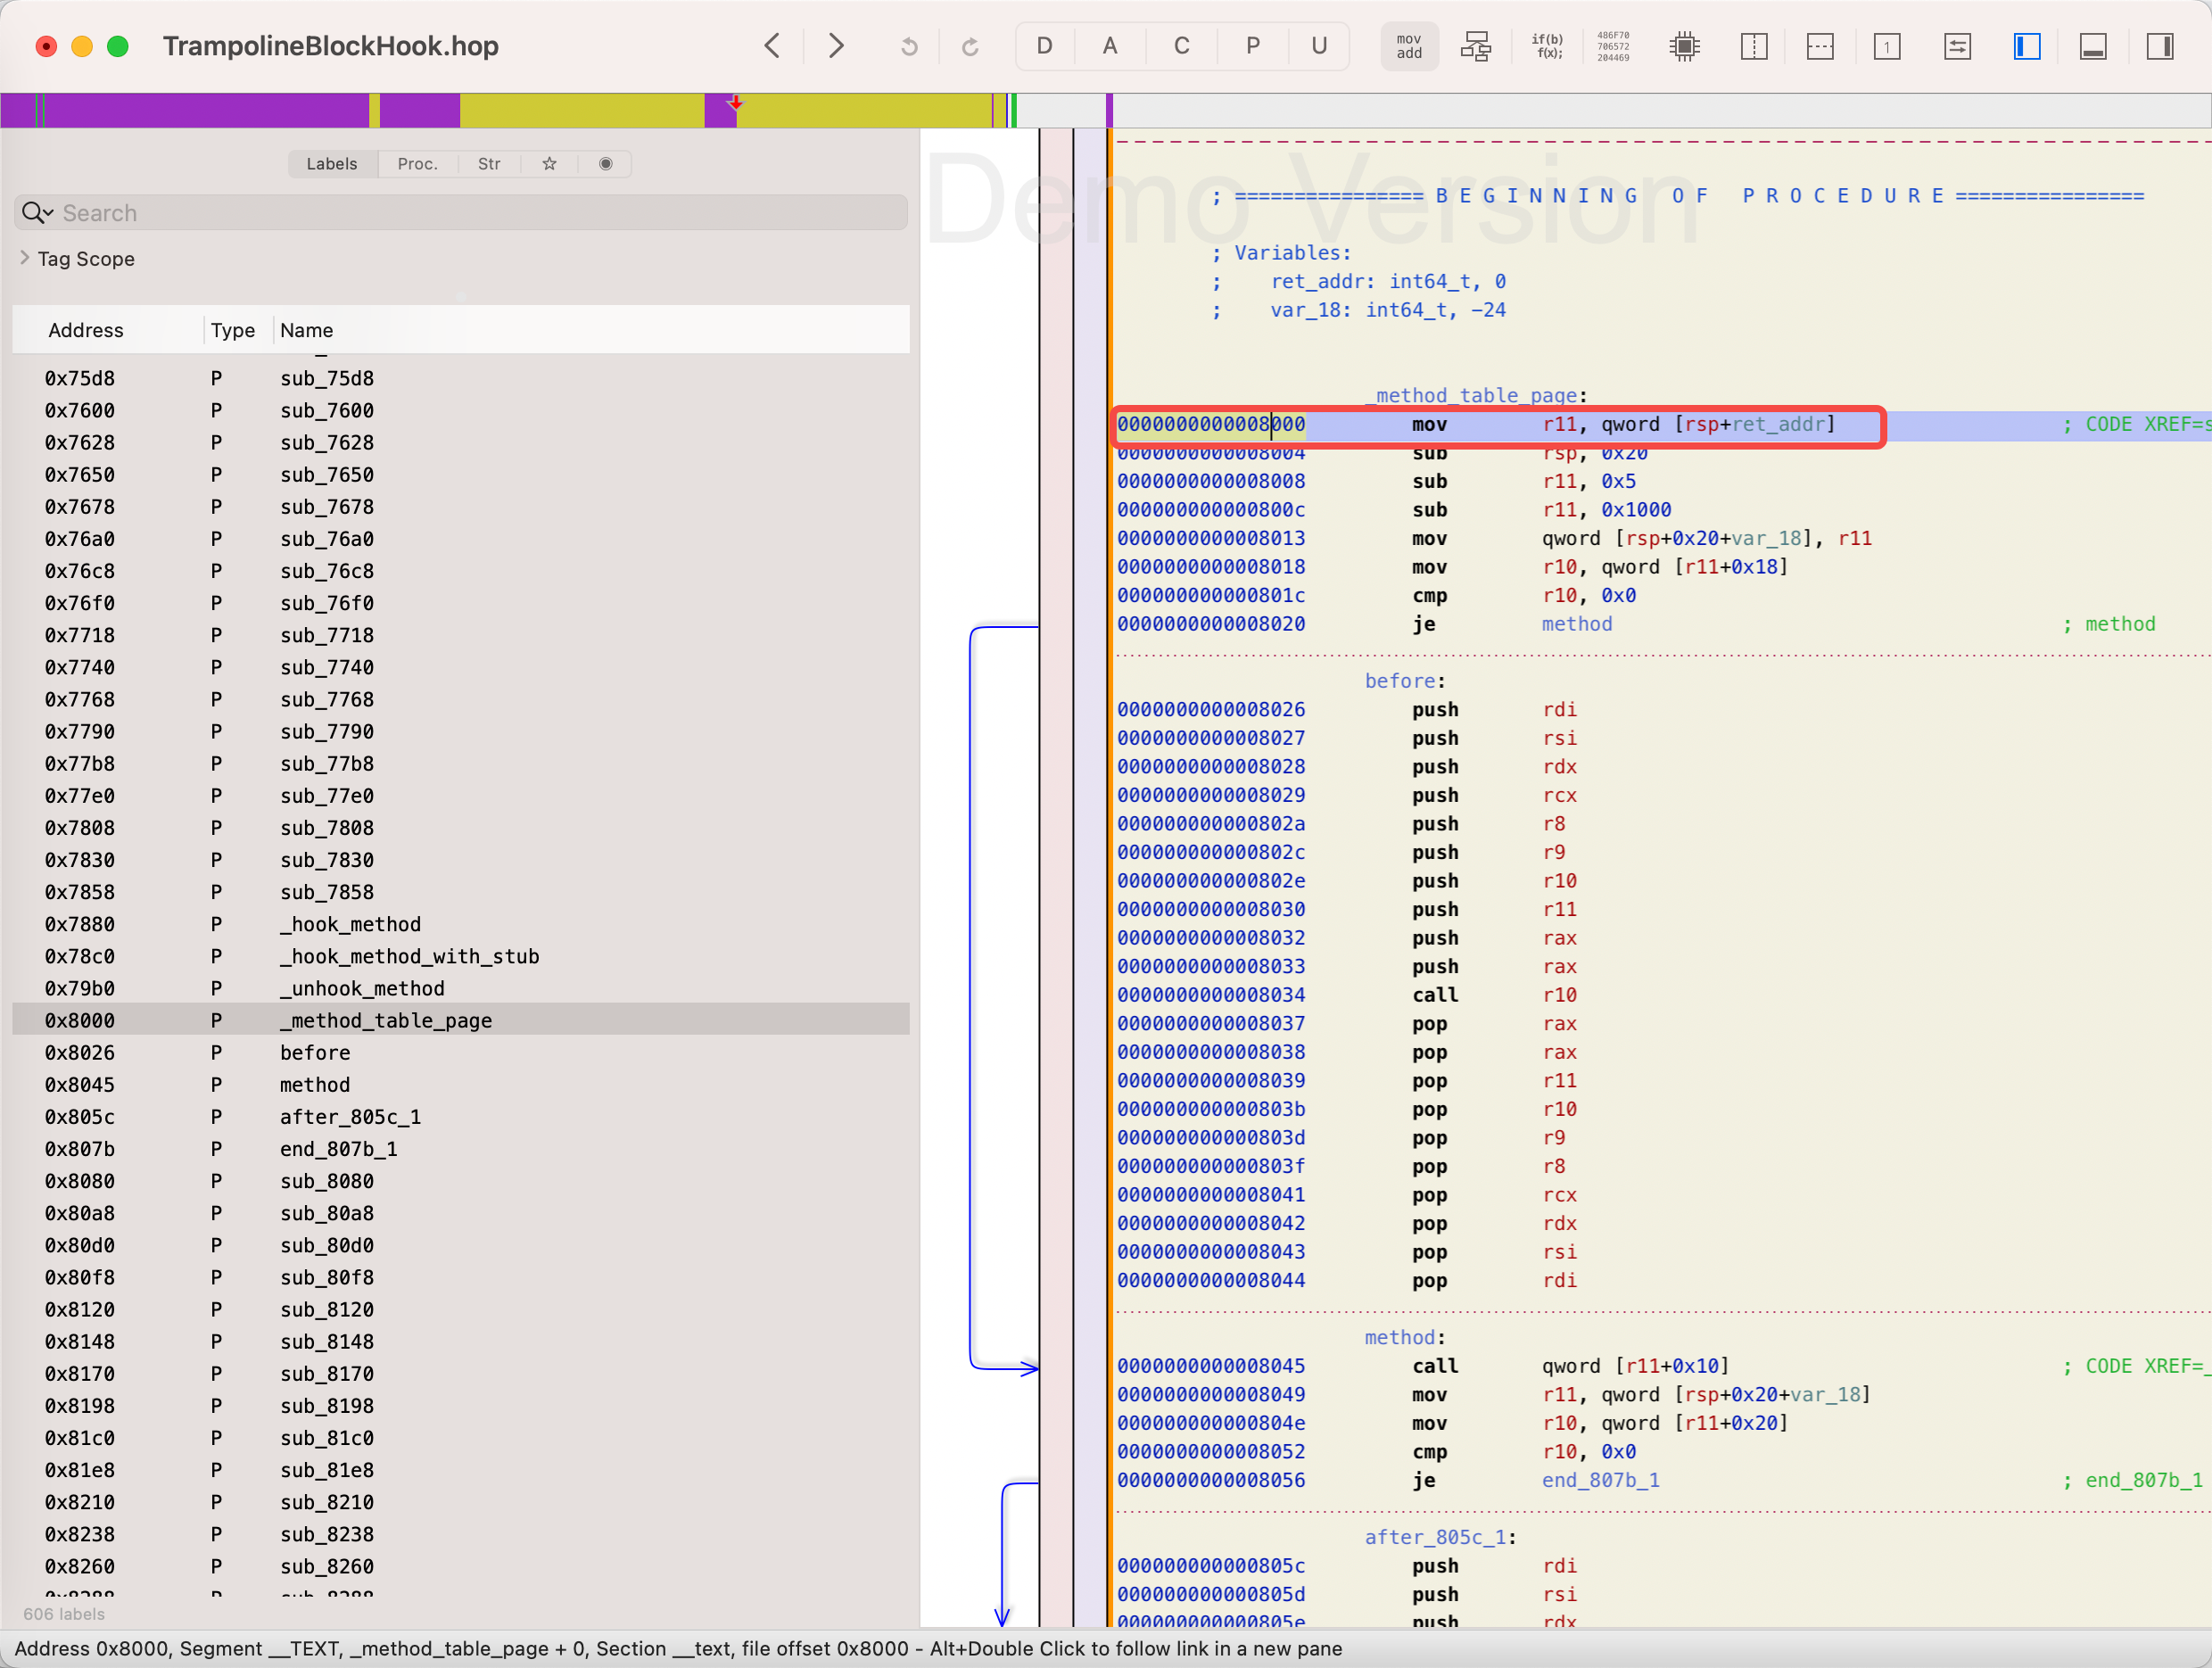 TrampolineBlockHook.hop
D A C P U
mov
add
if(b)
f(x);
486F70
706572
204469
1
Labels Proc. Str
Search
Tag Scope
Address Type Name
0x75d8 P sub_75d8
0x7600 P sub_7600
0x7628 P sub_7628
0x7650 P sub_7650
0x7678 P sub_7678
0x76a0 P sub_76a0
0x76c8 P sub_76c8
0x76f0 P sub_76f0
0x7718 P sub_7718
0x7740 P sub_7740
0x7768 P sub_7768
0x7790 P sub_7790
0x77b8 P sub_77b8
0x77e0 P sub_77e0
0x7808 P sub_7808
0x7830 P sub_7830
0x7858 P sub_7858
0x7880 P _hook_method
0x78c0 P _hook_method_with_stub
0x79b0 P _unhook_method
0x8000 P _method_table_page
0x8026 P before
0x8045 P method
0x805c P after_805c_1
0x807b P end_807b_1
0x8080 P sub_8080
0x80a8 P sub_80a8
0x80d0 P sub_80d0
0x80f8 P sub_80f8
0x8120 P sub_8120
0x8148 P sub_8148
0x8170 P sub_8170
0x8198 P sub_8198
0x81c0 P sub_81c0
0x81e8 P sub_81e8
0x8210 P sub_8210
0x8238 P sub_8238
0x8260 P sub_8260
0x8288 P sub_8288
606 labels
Demo Version
; ================ B E G I N N I N G   O F   P R O C E D U R E ================
; Variables:
;    ret_addr: int64_t, 0
;    var_18: int64_t, −24
_method_table_page:
0000000000008000 mov r11, qword [rsp+ret_addr] ; CODE XREF=s
0000000000008004 sub rsp, 0x20
0000000000008008 sub r11, 0x5
000000000000800c sub r11, 0x1000
0000000000008013 mov qword [rsp+0x20+var_18], r11
0000000000008018 mov r10, qword [r11+0x18]
000000000000801c cmp r10, 0x0
0000000000008020 je method ; method
before:
0000000000008026 push rdi
0000000000008027 push rsi
0000000000008028 push rdx
0000000000008029 push rcx
000000000000802a push r8
000000000000802c push r9
000000000000802e push r10
0000000000008030 push r11
0000000000008032 push rax
0000000000008033 push rax
0000000000008034 call r10
0000000000008037 pop rax
0000000000008038 pop rax
0000000000008039 pop r11
000000000000803b pop r10
000000000000803d pop r9
000000000000803f pop r8
0000000000008041 pop rcx
0000000000008042 pop rdx
0000000000008043 pop rsi
0000000000008044 pop rdi
method:
0000000000008045 call qword [r11+0x10] ; CODE XREF=_
0000000000008049 mov r11, qword [rsp+0x20+var_18]
000000000000804e mov r10, qword [r11+0x20]
0000000000008052 cmp r10, 0x0
0000000000008056 je end_807b_1 ; end_807b_1
after_805c_1:
000000000000805c push rdi
000000000000805d push rsi
000000000000805e push rdx
Address 0x8000, Segment __TEXT, _method_table_page + 0, Section __text, file offset 0x8000 - Alt+Double Click to follow link in a new pane